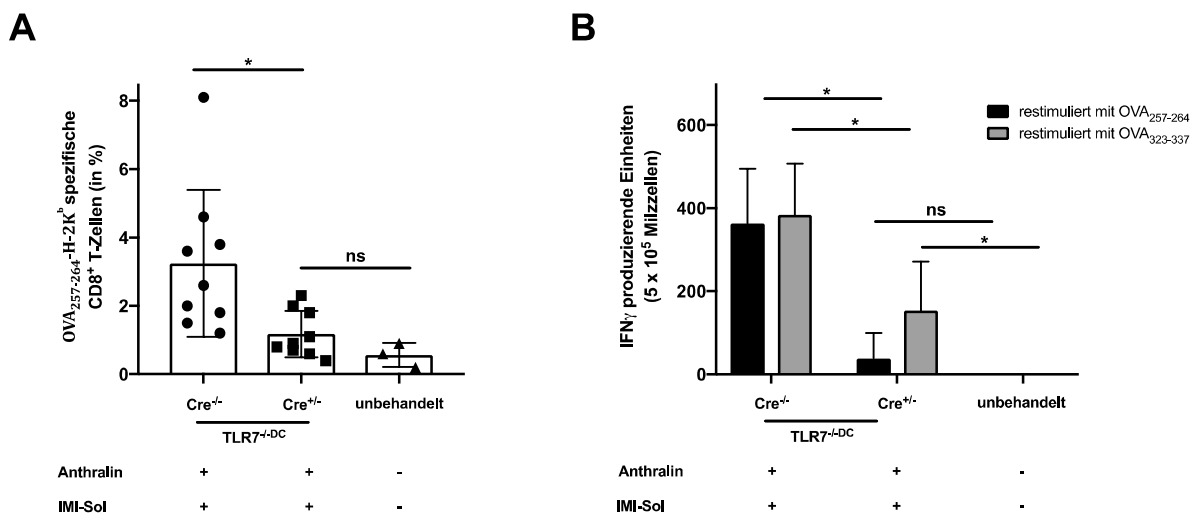 A
*
8
6
4
2
0
ns
OVA257-264-H-2Kb spezifische
CD8+ T-Zellen (in %)
Cre-/-
Cre+/-
unbehandelt
TLR7-/-DC
Anthralin + + -
IMI-Sol + + -
B
*
*
ns
*
restimuliert mit OVA257-264
restimuliert mit OVA323-337
600
400
200
0
IFNγ produzierende Einheiten
(5 x 10⁵ Milzzellen)
Cre-/-
Cre+/-
unbehandelt
TLR7-/-DC
Anthralin + + -
IMI-Sol + + -